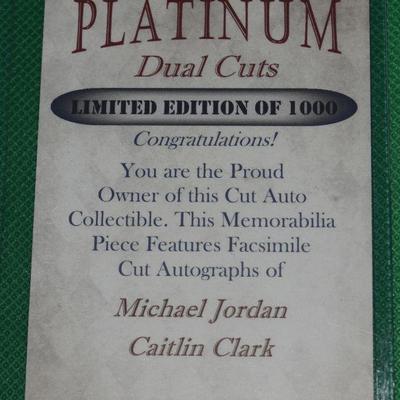 PLATINUM
Dual Cuts
LIMITED EDITION OF 1000
Congratulations!
You are the Proud
Owner of this Cut Auto
Collectible. This Memorabilia
Piece Features Facsimile
Cut Autographs of
Michael Jordan
Caitlin Clark